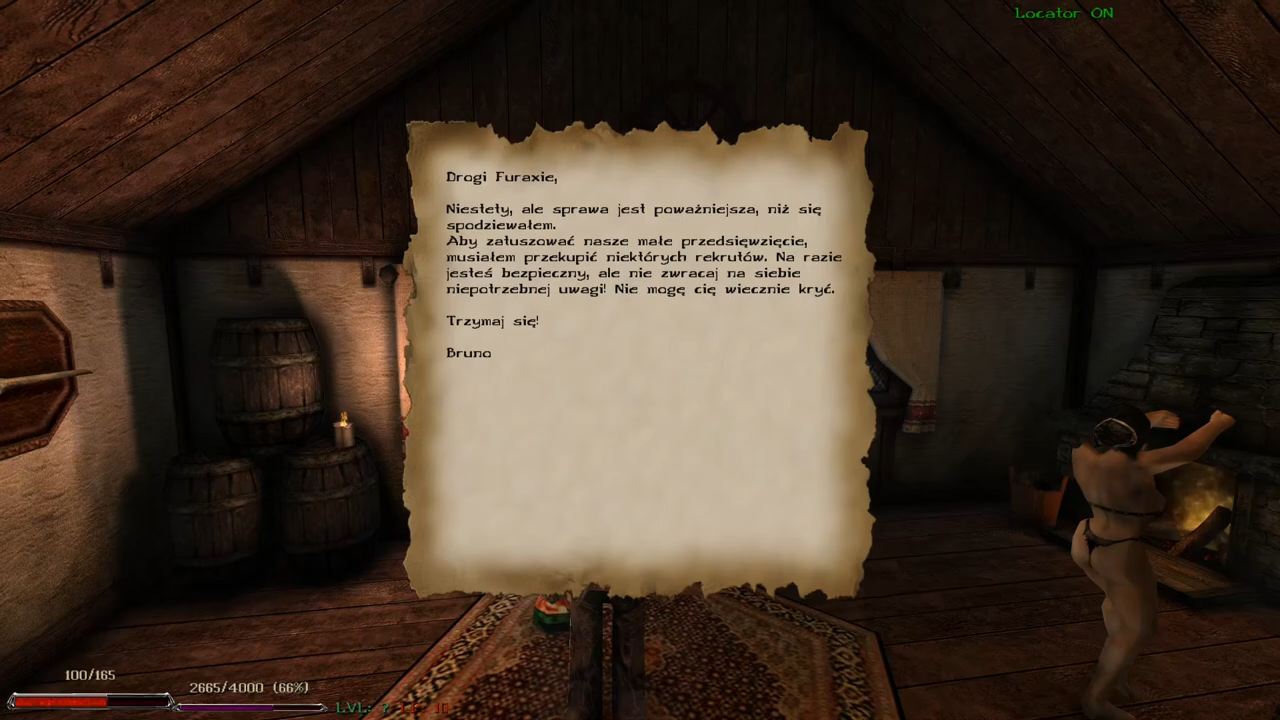 Locator ON
Drogi Furaxie,
Niestety, ale sprawa jest poważniejsza, niż się
spodziewałem.
Aby zatuszować nasze małe przedsięwzięcie,
musiałem przekupić niektórych rekrutów. Na razie
jesteś bezpieczny, ale nie zwracaj na siebie
niepotrzebnej uwagi! Nie mogę cię wiecznie kryć.
Trzymaj się!
Bruno
100/165
2665/4000 (66%)
LVL: 7